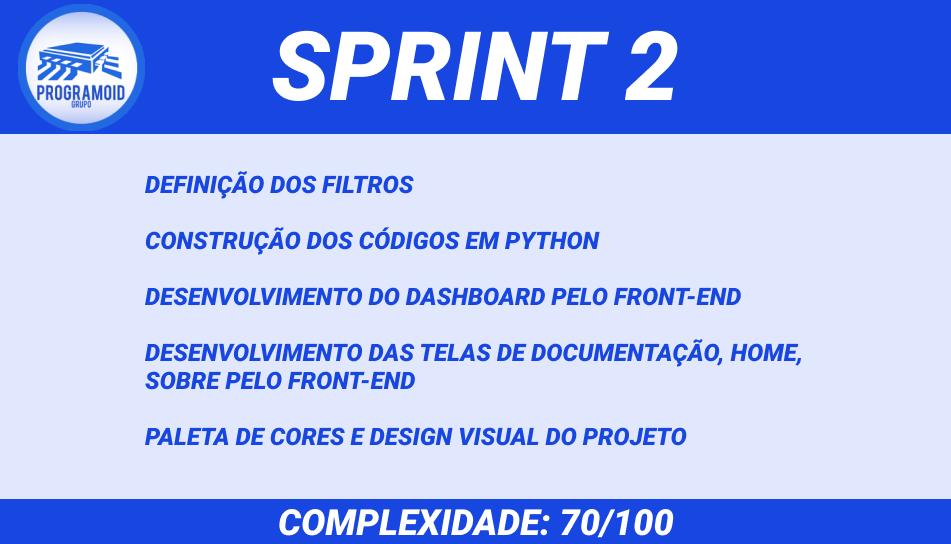 PROGRAMOID
GRUPO
SPRINT 2
DEFINIÇÃO DOS FILTROS
CONSTRUÇÃO DOS CÓDIGOS EM PYTHON
DESENVOLVIMENTO DO DASHBOARD PELO FRONT-END
DESENVOLVIMENTO DAS TELAS DE DOCUMENTAÇÃO, HOME,
SOBRE PELO FRONT-END
PALETA DE CORES E DESIGN VISUAL DO PROJETO
COMPLEXIDADE: 70/100